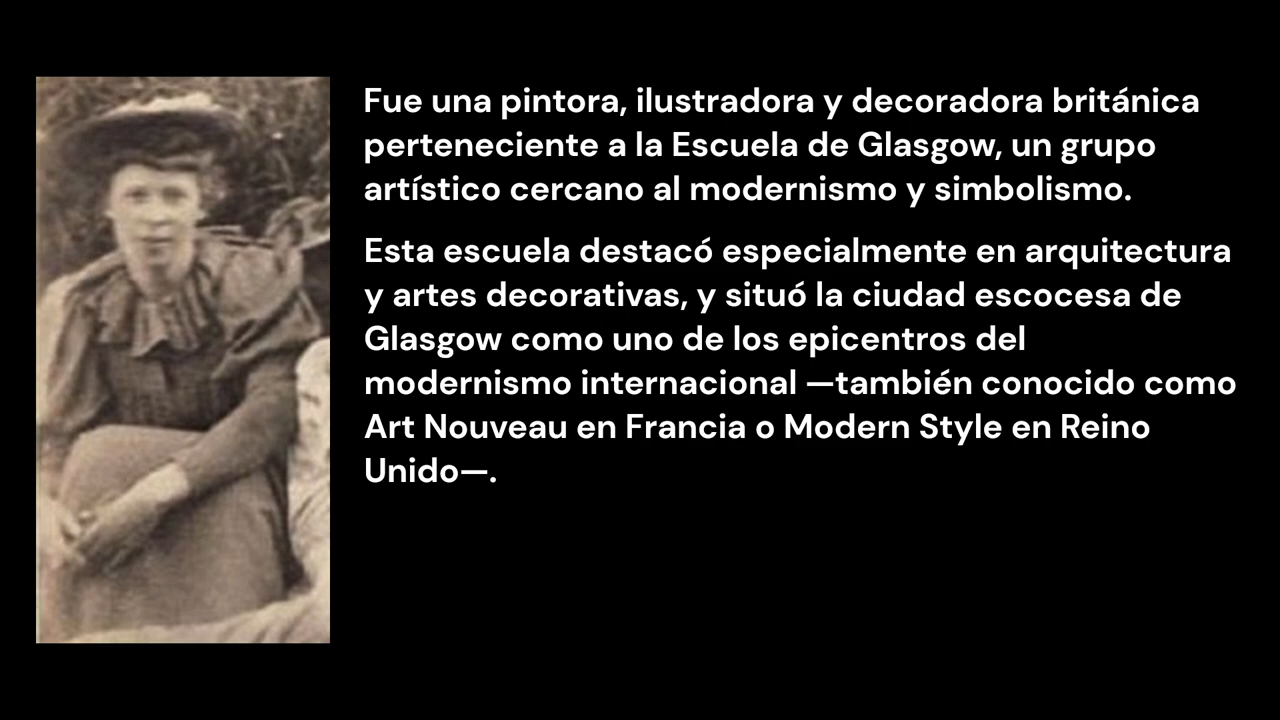 Fue una pintora, ilustradora y decoradora británica
perteneciente a la Escuela de Glasgow, un grupo
artístico cercano al modernismo y simbolismo.
Esta escuela destacó especialmente en arquitectura
y artes decorativas, y situó la ciudad escocesa de
Glasgow como uno de los epicentros del
modernismo internacional —también conocido como
Art Nouveau en Francia o Modern Style en Reino
Unido—.